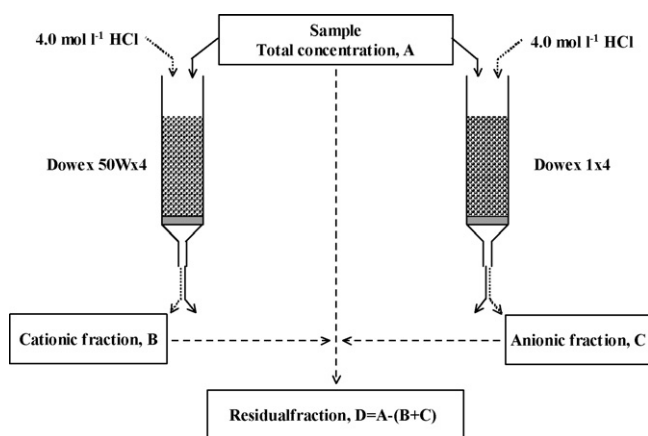 Sample
Total concentration, A
4.0 mol l⁻¹ HCl
4.0 mol l⁻¹ HCl
Dowex 50Wx4
Dowex 1x4
Cationic fraction, B
Anionic fraction, C
Residualfraction, D=A-(B+C)